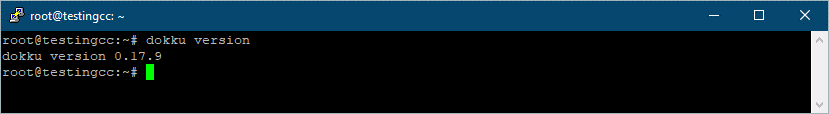 root@testingcc: ~
root@testingcc:~# dokku version
dokku version 0.17.9
root@testingcc:~#